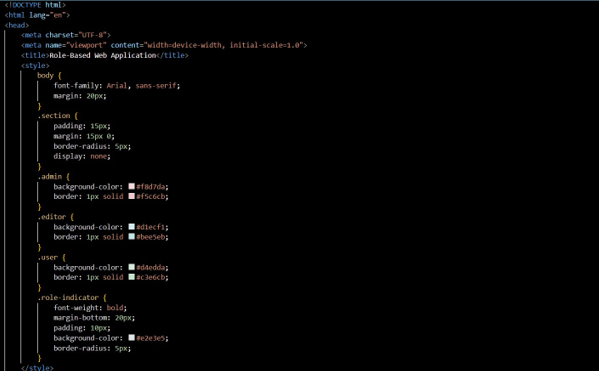 <!DOCTYPE html>
<html lang="en">
<head>
    <meta charset="UTF-8">
    <meta name="viewport" content="width=device-width, initial-scale=1.0">
    <title>Role-Based Web Application</title>
    <style>
        body {
            font-family: Arial, sans-serif;
            margin: 20px;
        }
        .section {
            padding: 15px;
            margin: 15px 0;
            border-radius: 5px;
            display: none;
        }
        .admin {
            background-color: #f8d7da;
            border: 1px solid #f5c6cb;
        }
        .editor {
            background-color: #d1ecf1;
            border: 1px solid #bee5eb;
        }
        .user {
            background-color: #d4edda;
            border: 1px solid #c3e6cb;
        }
        .role-indicator {
            font-weight: bold;
            margin-bottom: 20px;
            padding: 10px;
            background-color: #e2e3e5;
            border-radius: 5px;
        }
    </style>